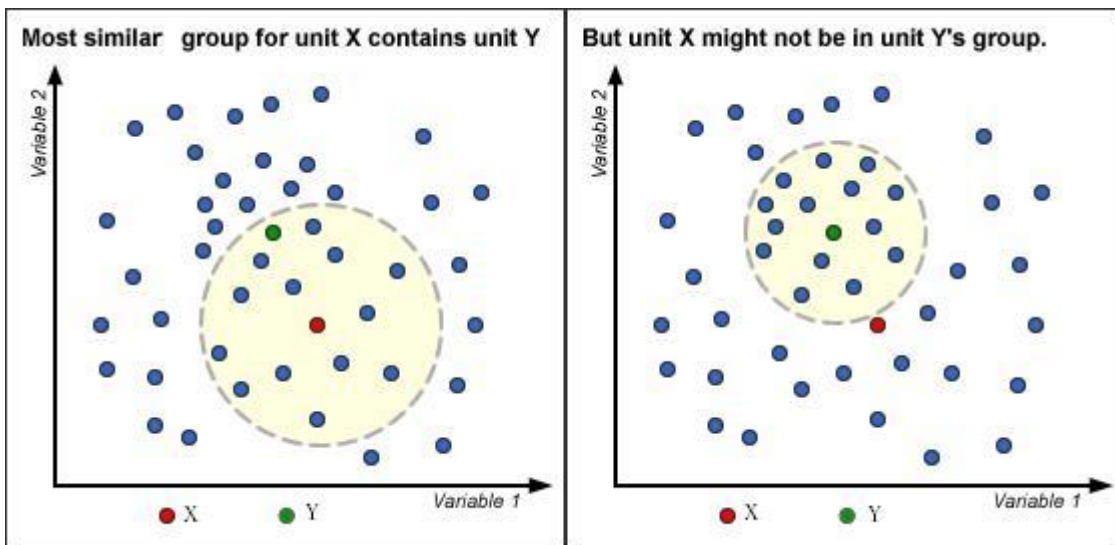 Most similar group for unit X contains unit Y
Variable 2
Variable 1
X Y
But unit X might not be in unit Y's group.
Variable 2
Variable 1
X Y